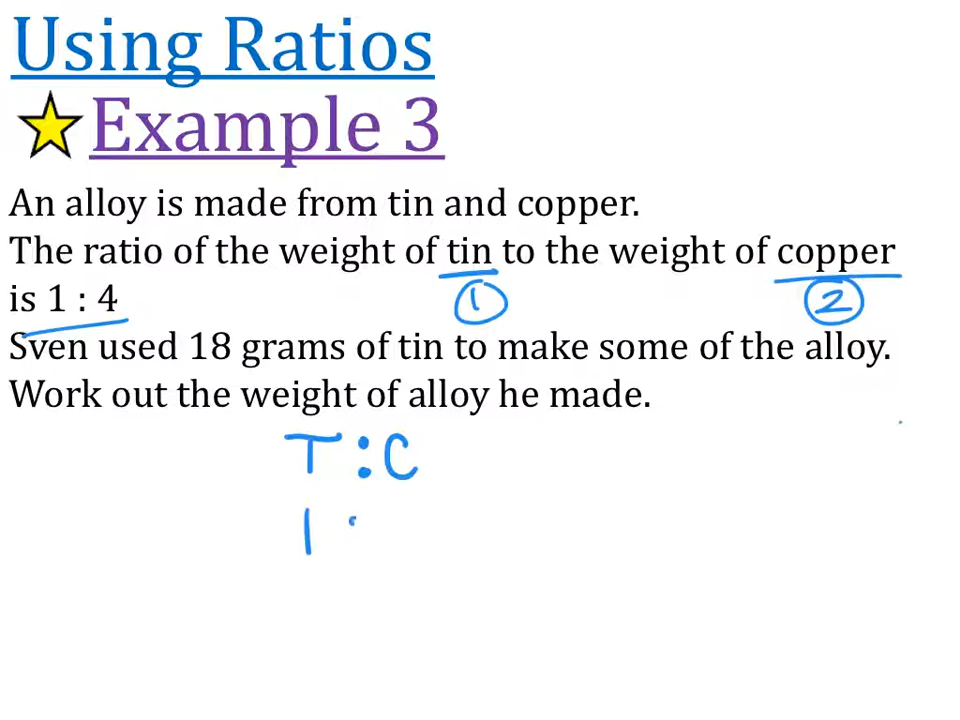 Using Ratios
Example 3
An alloy is made from tin and copper.
The ratio of the weight of tin to the weight of copper
is 1 : 4
1 2
Sven used 18 grams of tin to make some of the alloy.
Work out the weight of alloy he made.
T : C
1